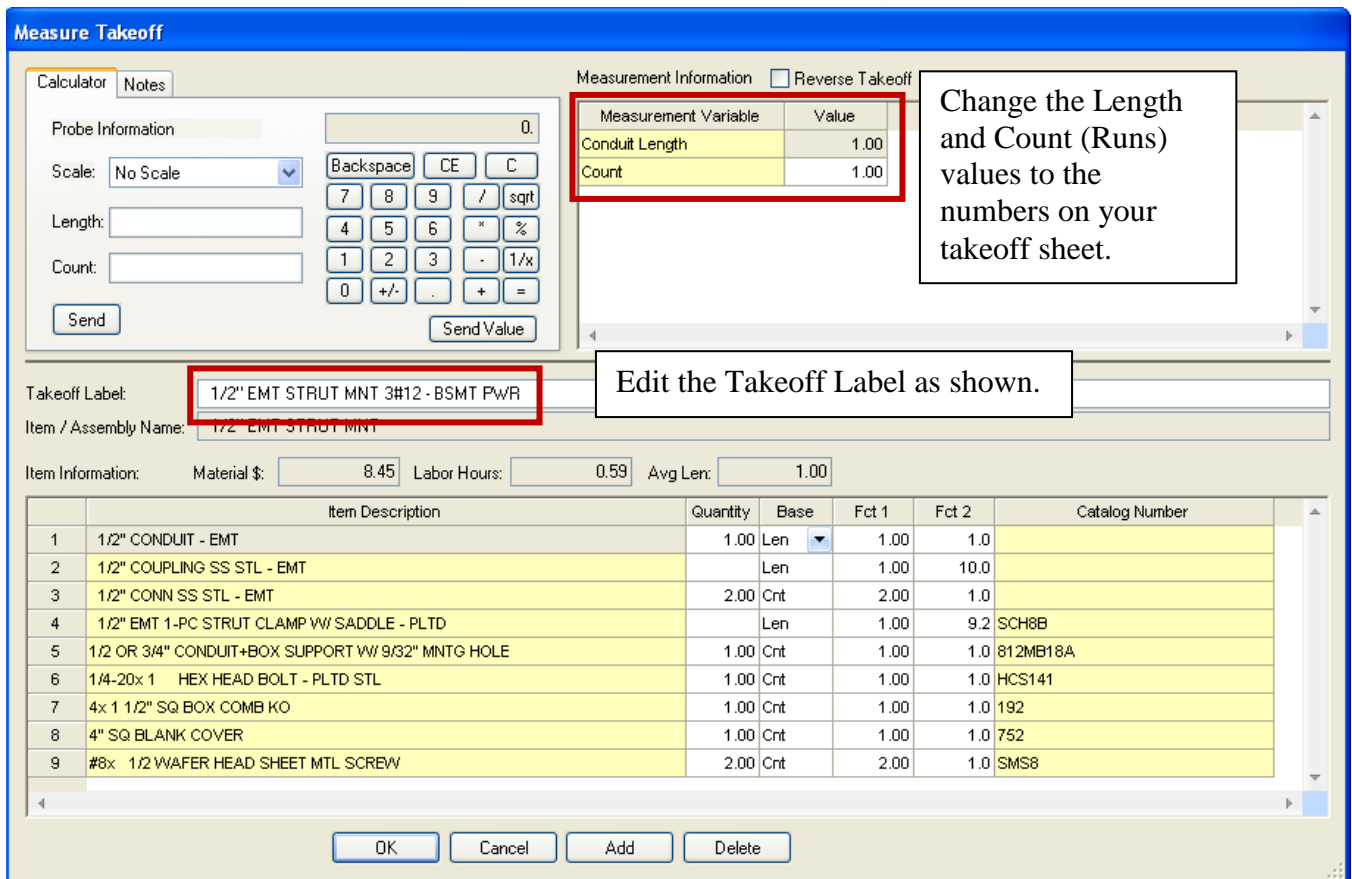 Measure Takeoff
Calculator Notes
Measurement Information Reverse Takeoff
Probe Information
0.
Scale: No Scale
Backspace CE C
7 8 9 / sqrt
Length:
4 5 6 * %
1 2 3 - 1/x
Count:
0 +/- . + =
Send
Send Value
Measurement Variable Value
Conduit Length 1.00
Count 1.00
Change the Length
and Count (Runs)
values to the
numbers on your
takeoff sheet.
Edit the Takeoff Label as shown.
Takeoff Label: 1/2" EMT STRUT MNT 3#12 - BSMT PWR
Item / Assembly Name: 1/2" EMT STRUT MNT
Item Information: Material $: 8.45 Labor Hours: 0.59 Avg Len: 1.00
Item Description Quantity Base Fct 1 Fct 2 Catalog Number
1 1/2" CONDUIT - EMT 1.00 Len 1.00 1.0
2 1/2" COUPLING SS STL - EMT Len 1.00 10.0
3 1/2" CONN SS STL - EMT 2.00 Cnt 2.00 1.0
4 1/2" EMT 1-PC STRUT CLAMP W/ SADDLE - PLTD Len 1.00 9.2 SCH8B
5 1/2 OR 3/4" CONDUIT+BOX SUPPORT W/ 9/32" MNTG HOLE 1.00 Cnt 1.00 1.0 812MB18A
6 1/4-20x 1 HEX HEAD BOLT - PLTD STL 1.00 Cnt 1.00 1.0 HCS141
7 4x 1 1/2" SQ BOX COMB KO 1.00 Cnt 1.00 1.0 192
8 4" SQ BLANK COVER 1.00 Cnt 1.00 1.0 752
9 #8x 1/2 WAFER HEAD SHEET MTL SCREW 2.00 Cnt 2.00 1.0 SMS8
OK Cancel Add Delete